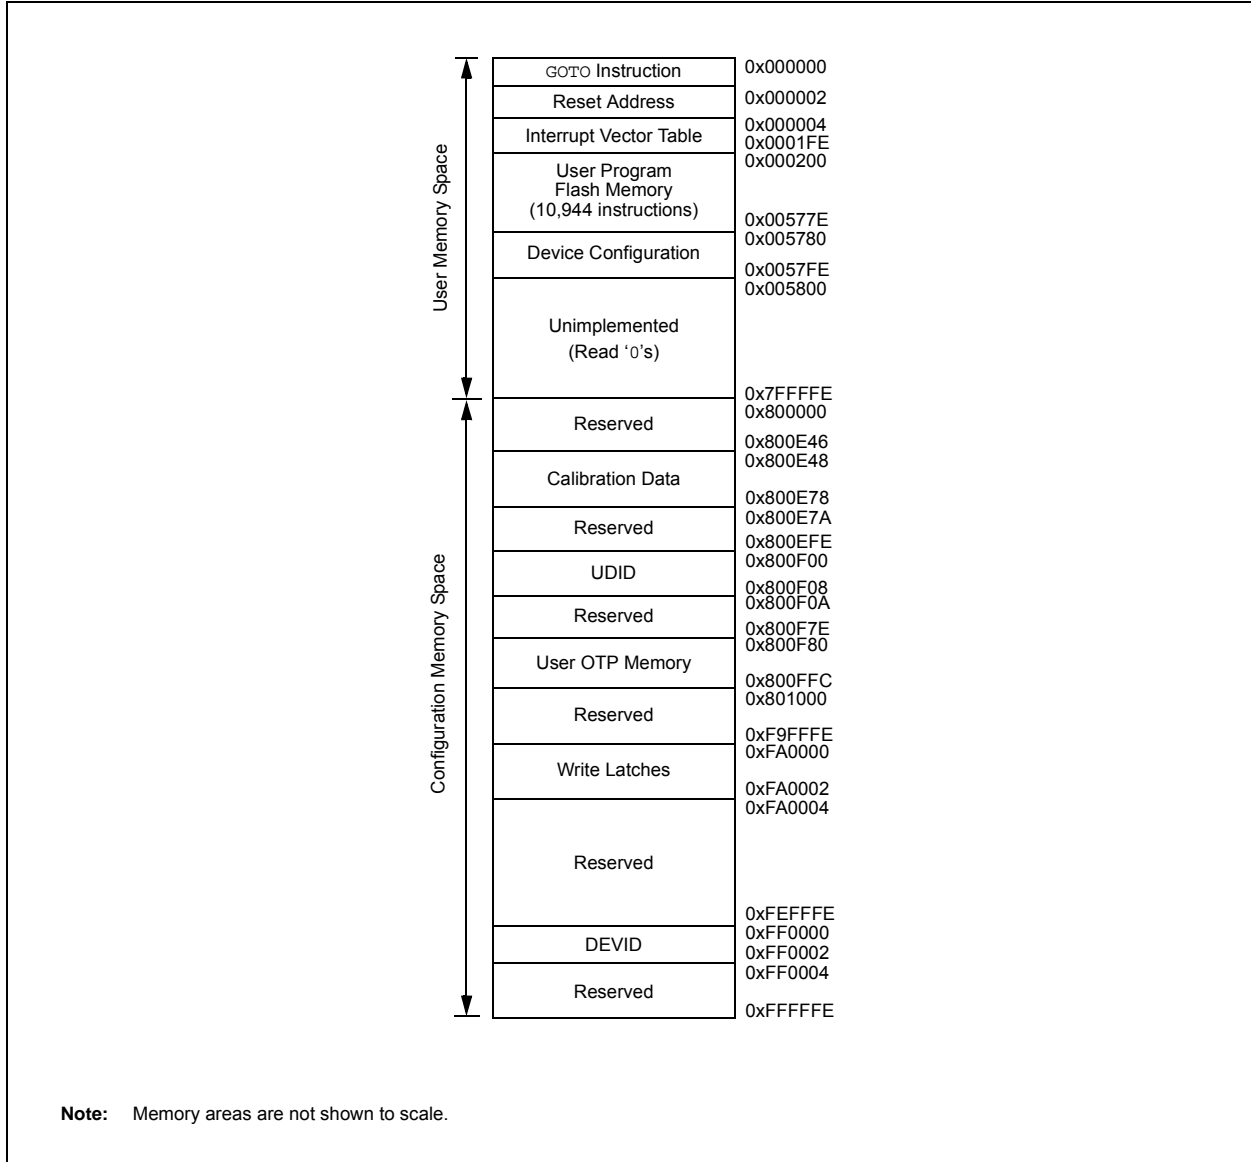 GOTO Instruction
0x000000
Reset Address
0x000002
Interrupt Vector Table
0x000004
0x0001FE
User Program
Flash Memory
(10,944 instructions)
0x000200
0x00577E
Device Configuration
0x005780
0x0057FE
Unimplemented
(Read ‘0’s)
0x005800
0x7FFFFE
User Memory Space
Reserved
0x800000
0x800E46
Calibration Data
0x800E48
0x800E78
Reserved
0x800E7A
0x800EFE
UDID
0x800F00
0x800F08
Reserved
0x800F0A
0x800F7E
User OTP Memory
0x800F80
0x800FFC
Reserved
0x801000
0xF9FFFE
Write Latches
0xFA0000
0xFA0002
Reserved
0xFA0004
0xFEFFFE
DEVID
0xFF0000
0xFF0002
Reserved
0xFF0004
0xFFFFFE
Configuration Memory Space
Note: Memory areas are not shown to scale.